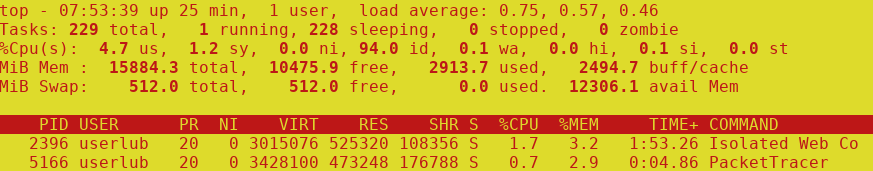 top - 07:53:39 up 25 min,  1 user,  load average: 0.75, 0.57, 0.46
Tasks: 229 total,   1 running, 228 sleeping,   0 stopped,   0 zombie
%Cpu(s):  4.7 us,  1.2 sy,  0.0 ni, 94.0 id,  0.1 wa,  0.0 hi,  0.1 si,  0.0 st
MiB Mem :  15884.3 total,  10475.9 free,   2913.7 used,   2494.7 buff/cache
MiB Swap:    512.0 total,    512.0 free,      0.0 used.  12306.1 avail Mem
PID USER      PR  NI    VIRT    RES    SHR S  %CPU  %MEM     TIME+ COMMAND
2396 userlub   20   0 3015076 525320 108356 S   1.7   3.2   1:53.26 Isolated Web Co
5166 userlub   20   0 3428100 473248 176788 S   0.7   2.9   0:04.86 PacketTracer